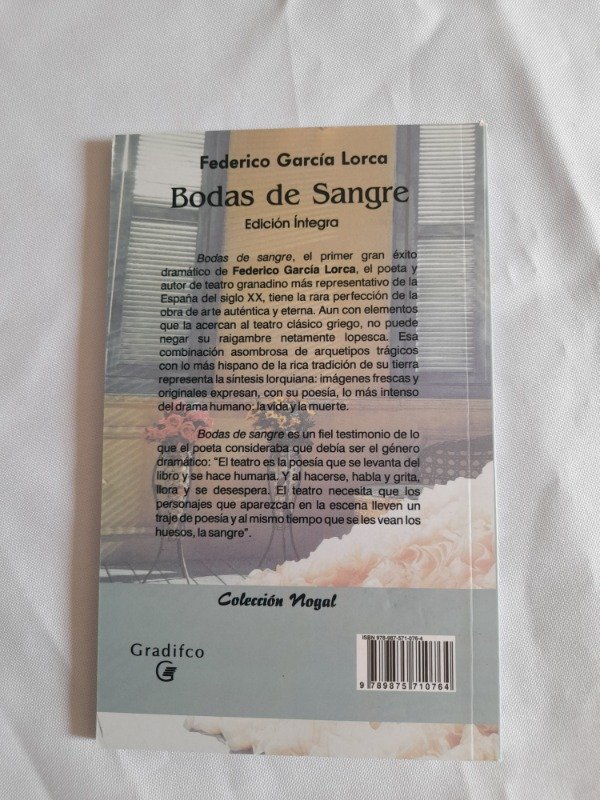 Federico García Lorca
Bodas de Sangre
Edición Íntegra
Bodas de sangre, el primer gran éxito
dramático de Federico García Lorca, el poeta y
autor de teatro granadino más representativo de la
España del siglo XX, tiene la rara perfección de la
obra de arte auténtica y eterna. Aun con elementos
que la acercan al teatro clásico griego, no puede
negar su raigambre netamente lopesca. Esa
combinación asombrosa de arquetipos trágicos
con lo más hispano de la rica tradición de su tierra
representa la síntesis lorquiana: imágenes frescas y
originales expresan, con su poesía, lo más intenso
del drama humano: la vida y la muerte.
Bodas de sangre es un fiel testimonio de lo
que el poeta consideraba que debía ser el género
dramático: "El teatro es la poesía que se levanta del
libro y se hace humana. Y al hacerse, habla y grita,
llora y se desespera. El teatro necesita que los
personajes que aparezcan en la escena lleven un
traje de poesía y al mismo tiempo que se les vean los
huesos, la sangre".
Colección Nogal
Gradifco
ISBN 978-987-571-076-4
9 789875 710764